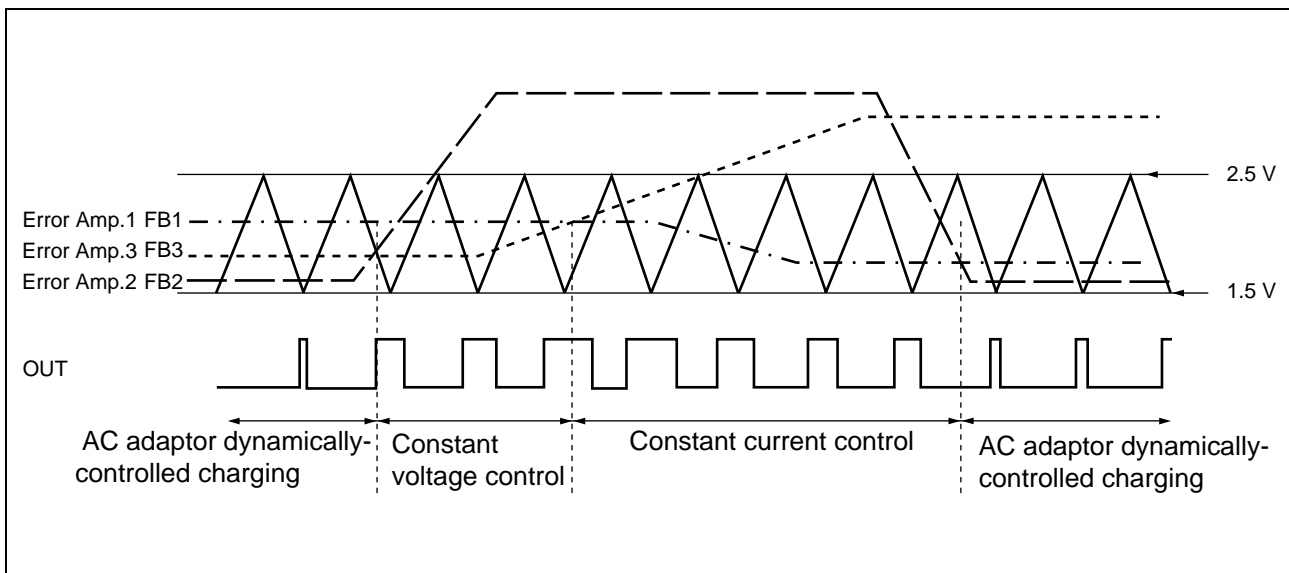 2.5 V
Error Amp.1 FB1
Error Amp.3 FB3
Error Amp.2 FB2
1.5 V
OUT
AC adaptor dynamically-
controlled charging
Constant
voltage control
Constant current control
AC adaptor dynamically-
controlled charging